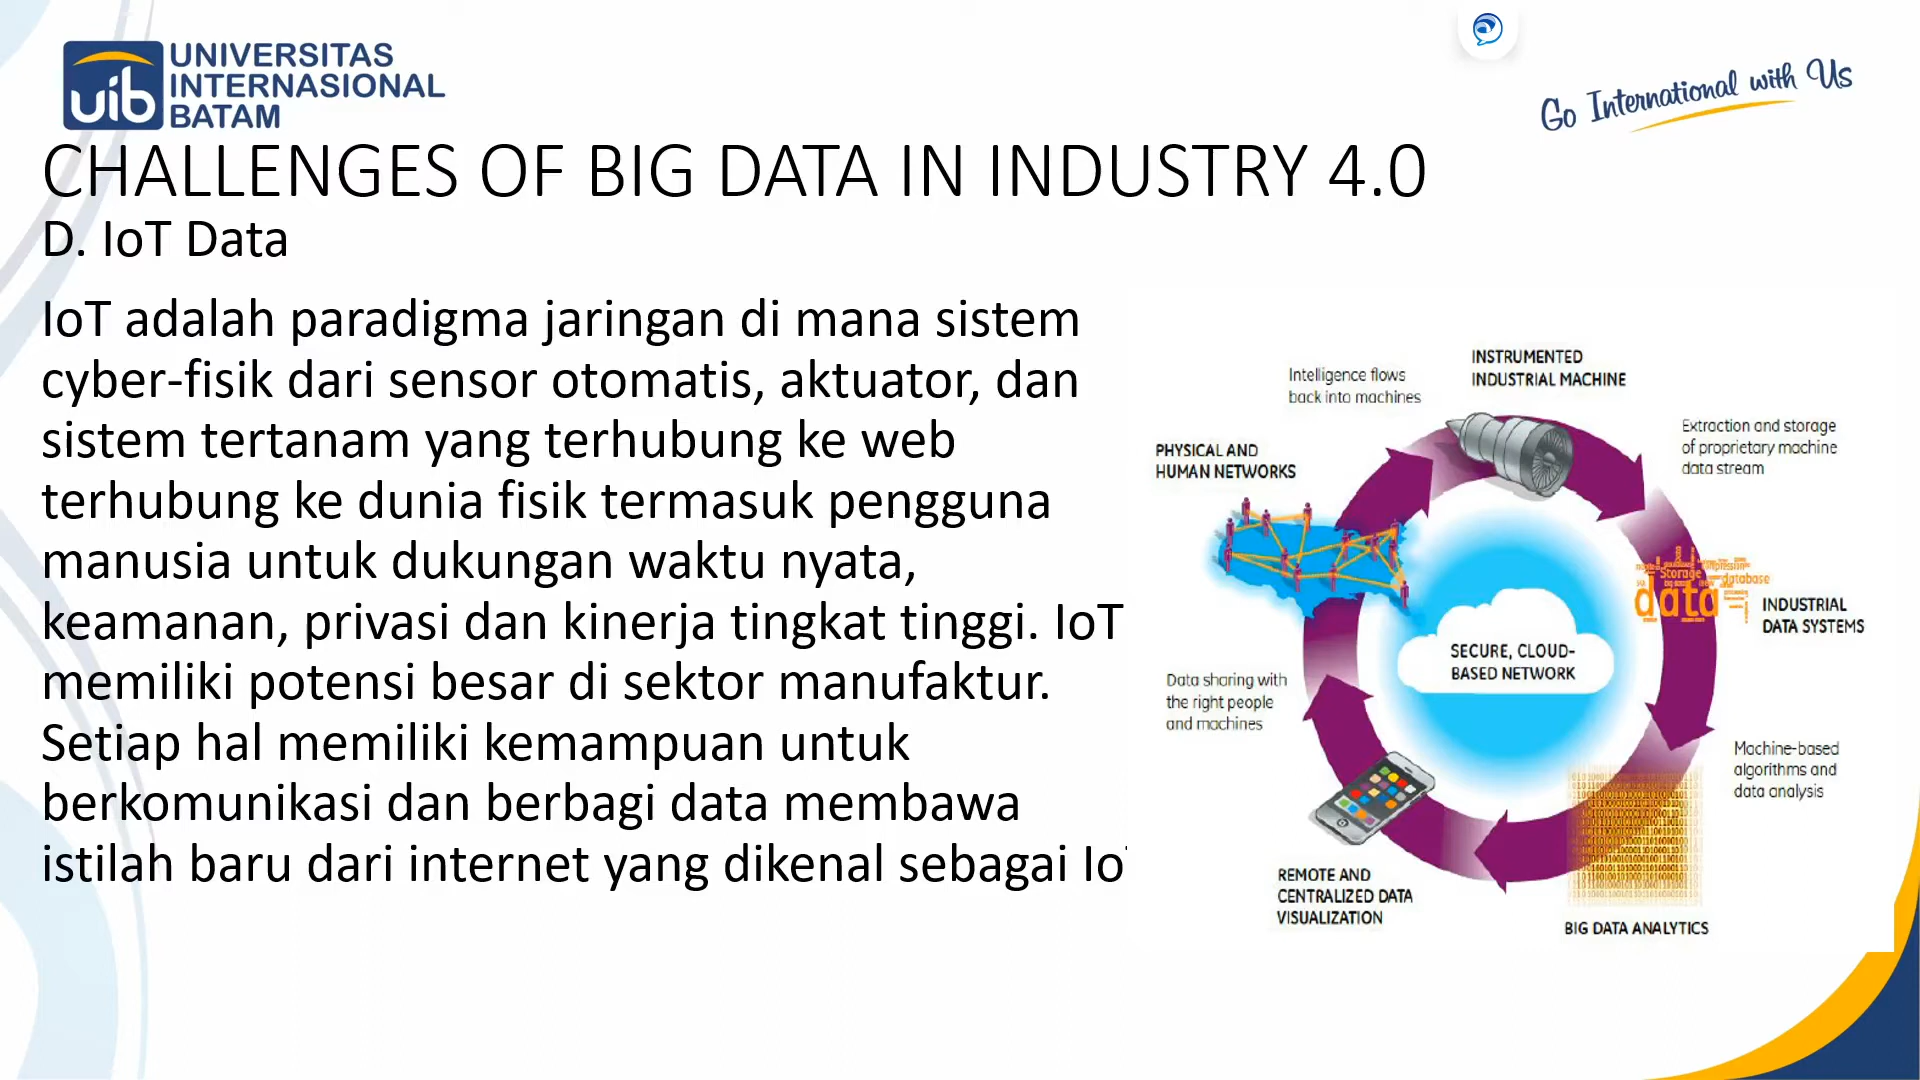 UNIVERSITAS
INTERNASIONAL
BATAM
uib
Go International with Us
CHALLENGES OF BIG DATA IN INDUSTRY 4.0
D. IoT Data
IoT adalah paradigma jaringan di mana sistem
cyber-fisik dari sensor otomatis, aktuator, dan
sistem tertanam yang terhubung ke web
terhubung ke dunia fisik termasuk pengguna
manusia untuk dukungan waktu nyata,
keamanan, privasi dan kinerja tingkat tinggi. IoT
memiliki potensi besar di sektor manufaktur.
Setiap hal memiliki kemampuan untuk
berkomunikasi dan berbagi data membawa
istilah baru dari internet yang dikenal sebagai Io
INSTRUMENTED
INDUSTRIAL MACHINE
Intelligence flows
back into machines
Extraction and storage
of proprietary machine
data stream
PHYSICAL AND
HUMAN NETWORKS
Storage
database
data
INDUSTRIAL
DATA SYSTEMS
SECURE, CLOUD-
BASED NETWORK
Data sharing with
the right people
and machines
Machine-based
algorithms and
data analysis
REMOTE AND
CENTRALIZED DATA
VISUALIZATION
BIG DATA ANALYTICS